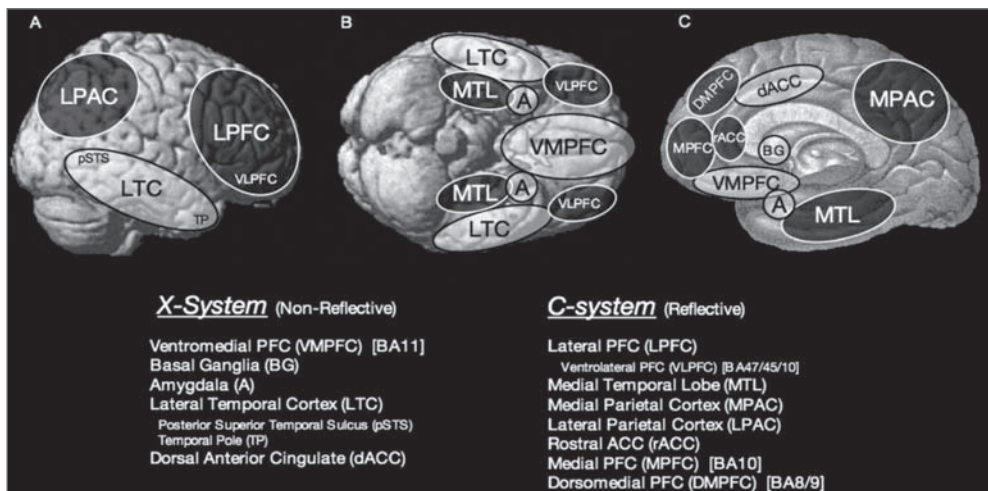 A
B
C
LPAC
LPFC
pSTS
LTC
VLPFC
TP
LTC
MTL
VLPFC
A
VMPFC
MTL
A
VLPFC
LTC
DMPFC
dACC
MPAC
MPFC
rACC
BG
VMPFC
A
MTL
X-System (Non-Reflective)
Ventromedial PFC (VMPFC) [BA11]
Basal Ganglia (BG)
Amygdala (A)
Lateral Temporal Cortex (LTC)
Posterior Superior Temporal Sulcus (pSTS)
Temporal Pole (TP)
Dorsal Anterior Cingulate (dACC)
C-system (Reflective)
Lateral PFC (LPFC)
Ventrolateral PFC (VLPFC) [BA47/45/10]
Medial Temporal Lobe (MTL)
Medial Parietal Cortex (MPAC)
Lateral Parietal Cortex (LPAC)
Rostral ACC (rACC)
Medial PFC (MPFC) [BA10]
Dorsomedial PFC (DMPFC) [BA8/9]